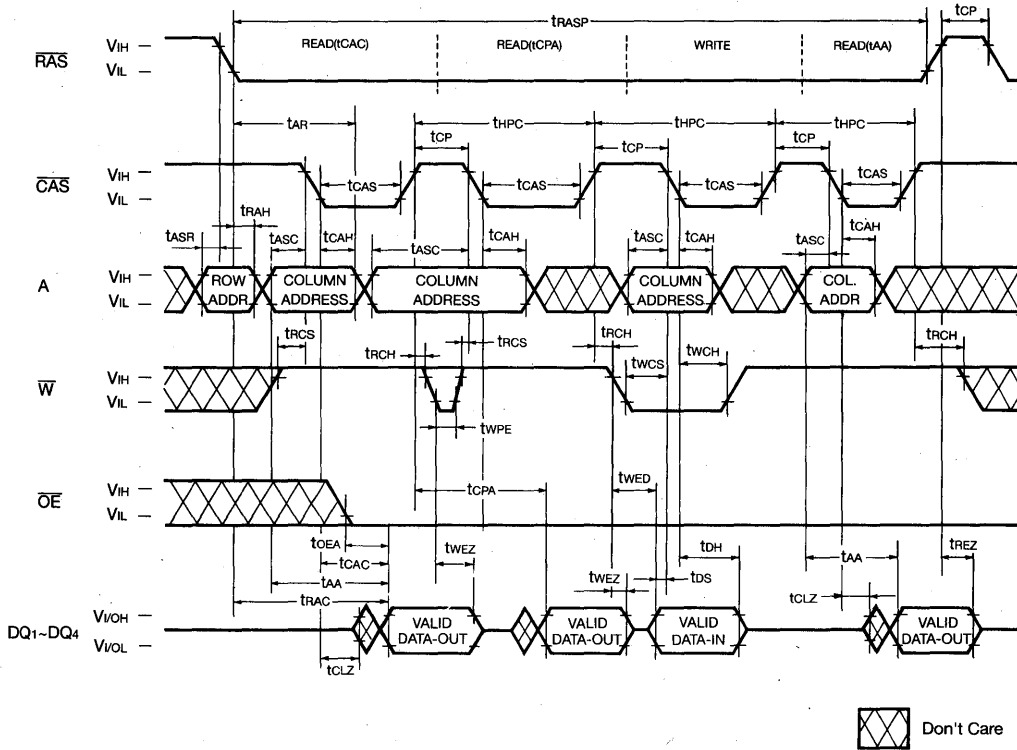 tRASP
tCP
READ(tCAC)
READ(tCPA)
WRITE
READ(tAA)
RAS
VIH
VIL
tAR
tHPC
tHPC
tHPC
tCP
tCP
tCP
CAS
VIH
VIL
tCAS
tCAS
tCAS
tCAS
tRAH
tASR
tASC
tCAH
tASC
tCAH
tASC
tCAH
tASC
tCAH
A
VIH
VIL
ROW
ADDR.
COLUMN
ADDRESS
COLUMN
ADDRESS
COLUMN
ADDRESS
COL.
ADDR
tRCS
tRCH
tRCS
tRCH
tWCS
tWCH
tRCH
W
VIH
VIL
tWPE
OE
VIH
VIL
tCPA
tWED
tOEA
tCAC
tAA
tRAC
tWEZ
tWEZ
tDS
tDH
tAA
tREZ
tCLZ
DQ1~DQ4
VI/OH
VI/OL
VALID
DATA-OUT
VALID
DATA-OUT
VALID
DATA-IN
VALID
DATA-OUT
tCLZ
Don't Care